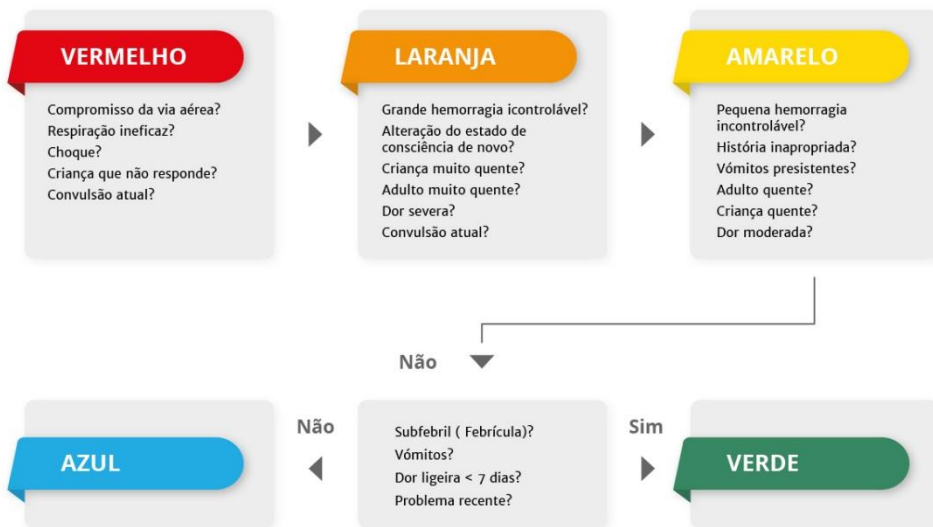 VERMELHO
Compromisso da via aérea?
Respiração ineficaz?
Choque?
Criança que não responde?
Convulsão atual?
LARANJA
Grande hemorragia icontrolável?
Alteração do estado de
consciência de novo?
Criança muito quente?
Adulto muito quente?
Dor severa?
Convulsão atual?
AMARELO
Pequena hemorragia
incontrolável?
História inapropriada?
Vómitos presistentes?
Adulto quente?
Criança quente?
Dor moderada?
Não
AZUL
Não
Subfebril ( Febrícula)?
Vómitos?
Dor ligeira < 7 dias?
Problema recente?
Sim
VERDE